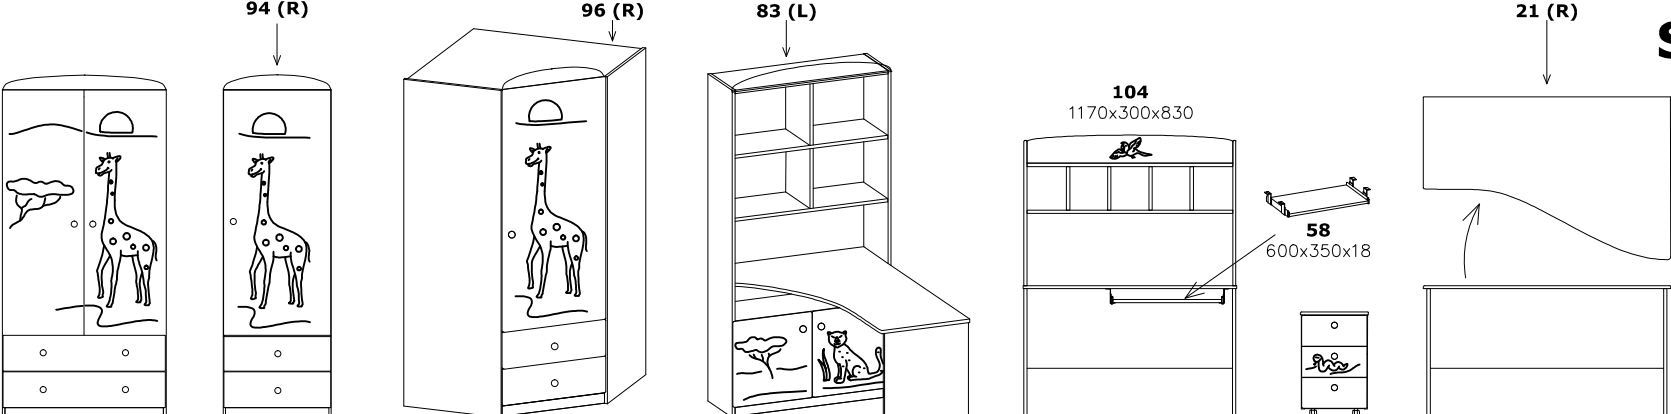 94 (R)
96 (R)
83 (L)
21 (R)
104
1170x300x830
58
600x350x18